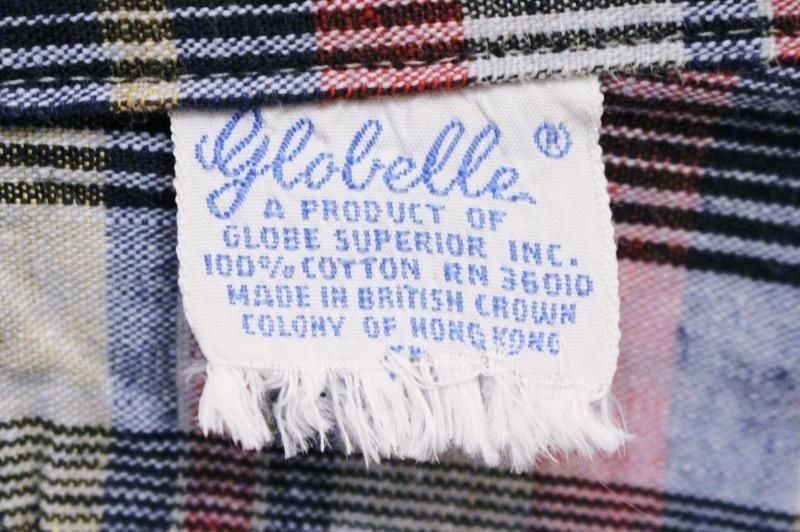 Globelle ®
A PRODUCT OF
GLOBE SUPERIOR INC.
100% COTTON RN 36010
MADE IN BRITISH CROWN
COLONY OF HONG KONG